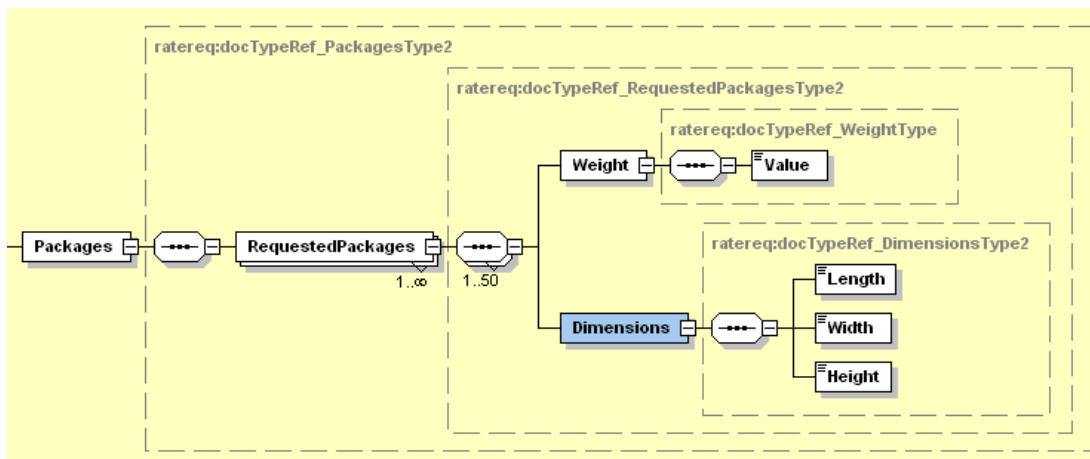 ratereq:docTypeRef_PackagesType2
ratereq:docTypeRef_RequestedPackagesType2
ratereq:docTypeRef_WeightType
Weight
Value
Packages
RequestedPackages
1..∞
1..50
ratereq:docTypeRef_DimensionsType2
Length
Dimensions
Width
Height